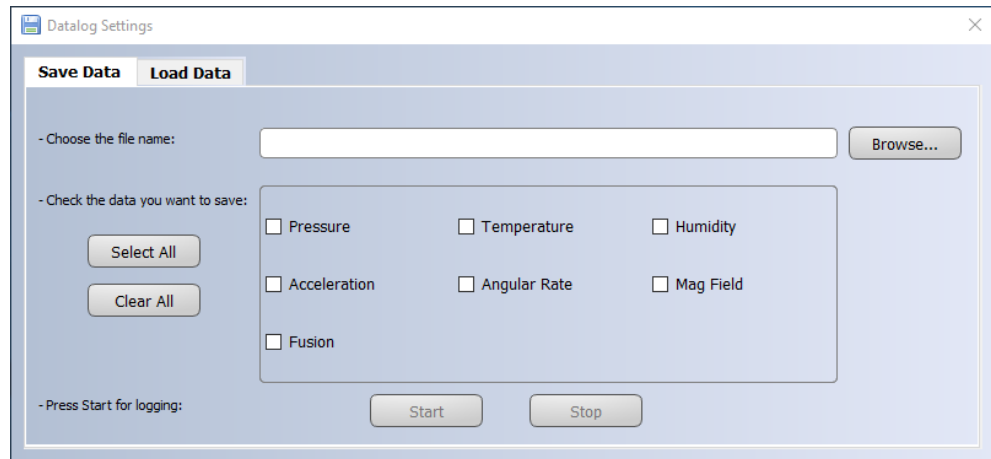 Datalog Settings
Save Data Load Data
- Choose the file name:
Browse...
- Check the data you want to save:
Select All
Clear All
Pressure Temperature Humidity
Acceleration Angular Rate Mag Field
Fusion
- Press Start for logging:
Start Stop